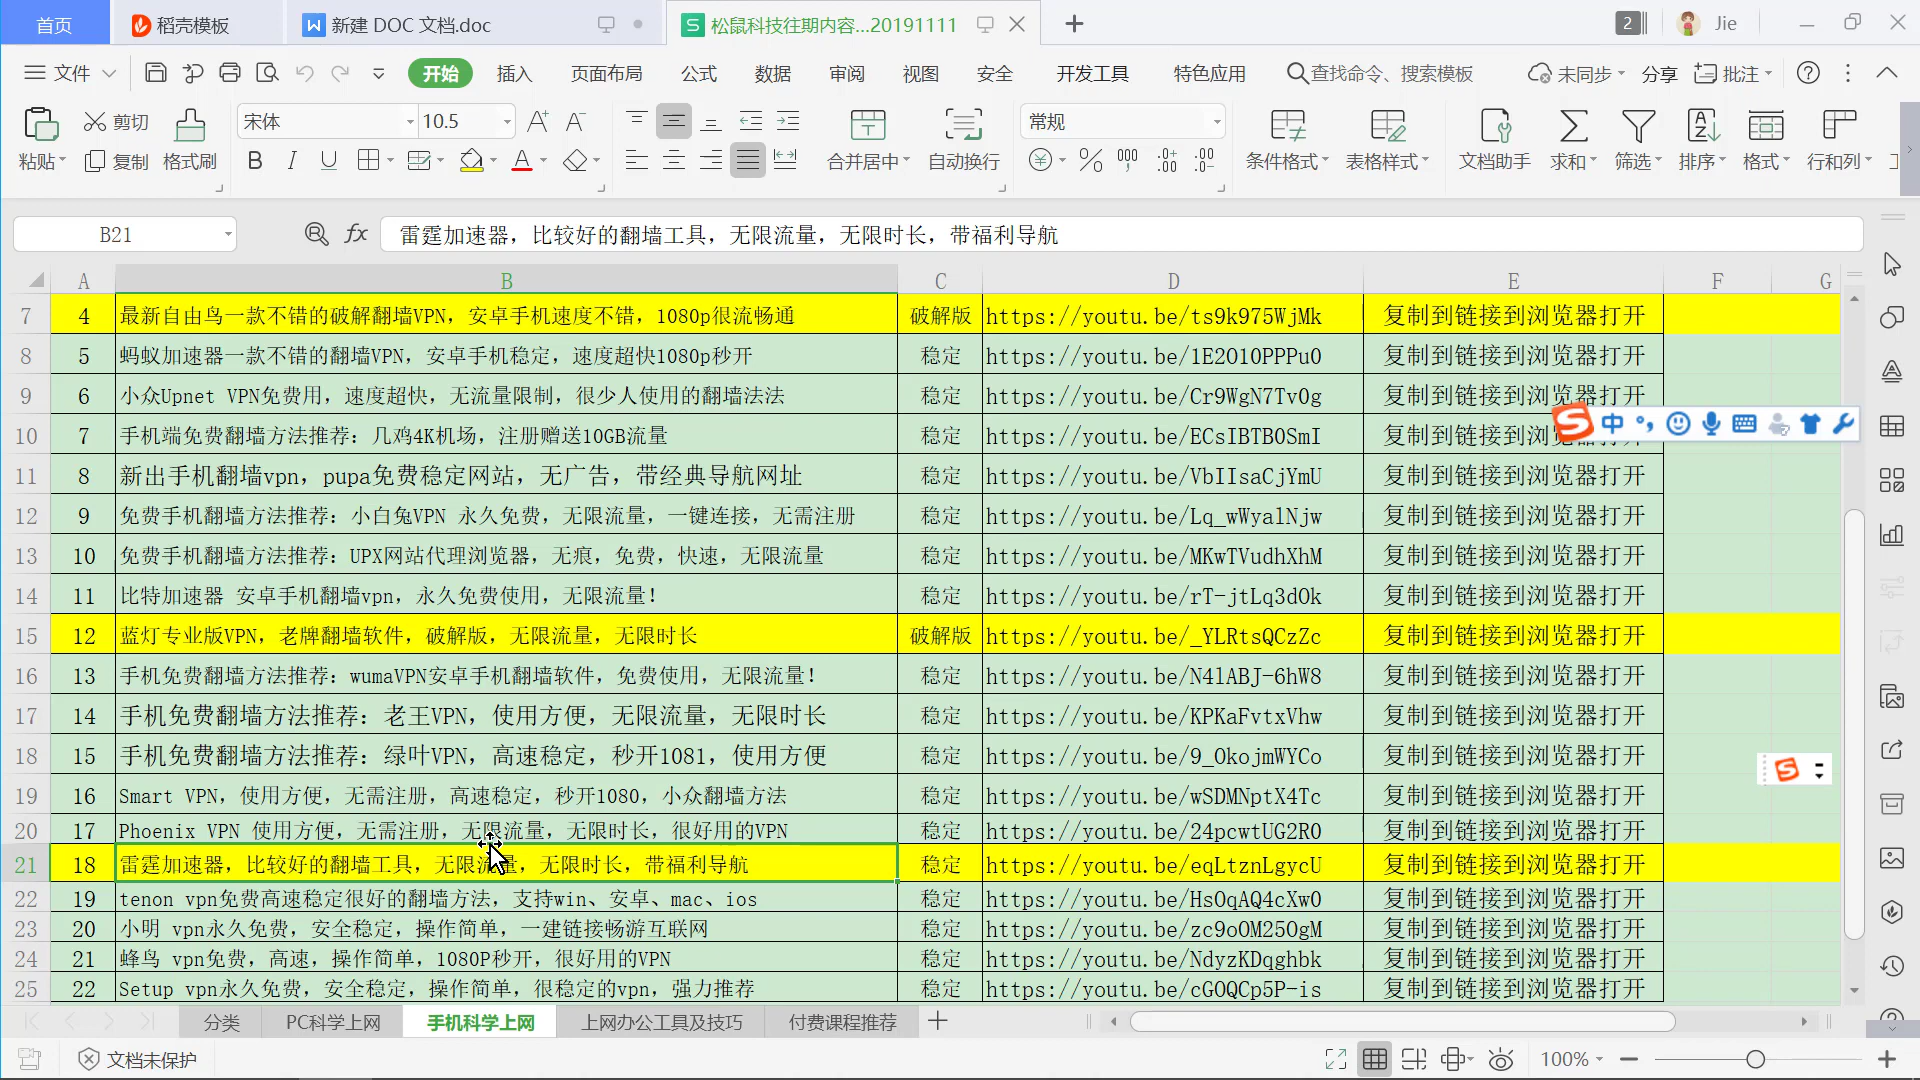 首页 稻壳模板 新建 DOC 文档.doc 松鼠科技往期内容...20191111 2 Jie
文件 开始 插入 页面布局 公式 数据 审阅 视图 安全 开发工具 特色应用 查找命令、搜索模板 未同步 分享 批注
剪切 宋体 10.5 常规
粘贴 复制 格式刷 合并居中 自动换行 条件格式 表格样式 文档助手 求和 筛选 排序 格式 行和列
B21 fx 雷霆加速器，比较好的翻墙工具，无限流量，无限时长，带福利导航
A B C D E F G
7 4 最新自由鸟一款不错的破解翻墙VPN，安卓手机速度不错，1080p很流畅通 破解版 https://youtu.be/ts9k975WjMk 复制到链接到浏览器打开
8 5 蚂蚁加速器一款不错的翻墙VPN，安卓手机稳定，速度超快1080p秒开 稳定 https://youtu.be/1E2O1OPPPu0 复制到链接到浏览器打开
9 6 小众Upnet VPN免费用，速度超快，无流量限制，很少人使用的翻墙法法 稳定 https://youtu.be/Cr9WgN7Tv0g 复制到链接到浏览器打开
10 7 手机端免费翻墙方法推荐：几鸡4K机场，注册赠送10GB流量 稳定 https://youtu.be/ECsIBTB0SmI 复制到链接到浏览器打开
11 8 新出手机翻墙vpn，pupa免费稳定网站，无广告，带经典导航网址 稳定 https://youtu.be/VbIIsaCjYmU 复制到链接到浏览器打开
12 9 免费手机翻墙方法推荐：小白兔VPN 永久免费，无限流量，一键连接，无需注册 稳定 https://youtu.be/Lq_wWyalNjw 复制到链接到浏览器打开
13 10 免费手机翻墙方法推荐：UPX网站代理浏览器，无痕，免费，快速，无限流量 稳定 https://youtu.be/MKwTVudhXhM 复制到链接到浏览器打开
14 11 比特加速器 安卓手机翻墙vpn，永久免费使用，无限流量！ 稳定 https://youtu.be/rT-jtLq3dOk 复制到链接到浏览器打开
15 12 蓝灯专业版VPN，老牌翻墙软件，破解版，无限流量，无限时长 破解版 https://youtu.be/_YLRtsQCzZc 复制到链接到浏览器打开
16 13 手机免费翻墙方法推荐：wumaVPN安卓手机翻墙软件，免费使用，无限流量！ 稳定 https://youtu.be/N4lABJ-6hW8 复制到链接到浏览器打开
17 14 手机免费翻墙方法推荐：老王VPN，使用方便，无限流量，无限时长 稳定 https://youtu.be/KPKaFvtxVhw 复制到链接到浏览器打开
18 15 手机免费翻墙方法推荐：绿叶VPN，高速稳定，秒开1081，使用方便 稳定 https://youtu.be/9_OkojmWYCo 复制到链接到浏览器打开
19 16 Smart VPN，使用方便，无需注册，高速稳定，秒开1080，小众翻墙方法 稳定 https://youtu.be/wSDMNptX4Tc 复制到链接到浏览器打开
20 17 Phoenix VPN 使用方便，无需注册，无限流量，无限时长，很好用的VPN 稳定 https://youtu.be/24pcwtUG2R0 复制到链接到浏览器打开
21 18 雷霆加速器，比较好的翻墙工具，无限流量，无限时长，带福利导航 稳定 https://youtu.be/eqLtznLgycU 复制到链接到浏览器打开
22 19 tenon vpn免费高速稳定很好的翻墙方法，支持win、安卓、mac、ios 稳定 https://youtu.be/HsOqAQ4cXw0 复制到链接到浏览器打开
23 20 小明 vpn永久免费，安全稳定，操作简单，一建链接畅游互联网 稳定 https://youtu.be/zc9oOM25OgM 复制到链接到浏览器打开
24 21 蜂鸟 vpn免费，高速，操作简单，1080P秒开，很好用的VPN 稳定 https://youtu.be/NdyzKDqghbk 复制到链接到浏览器打开
25 22 Setup vpn永久免费，安全稳定，操作简单，很稳定的vpn，强力推荐 稳定 https://youtu.be/cGOQCp5P-is 复制到链接到浏览器打开
中
分类 PC科学上网 手机科学上网 上网办公工具及技巧 付费课程推荐
文档未保护 100%